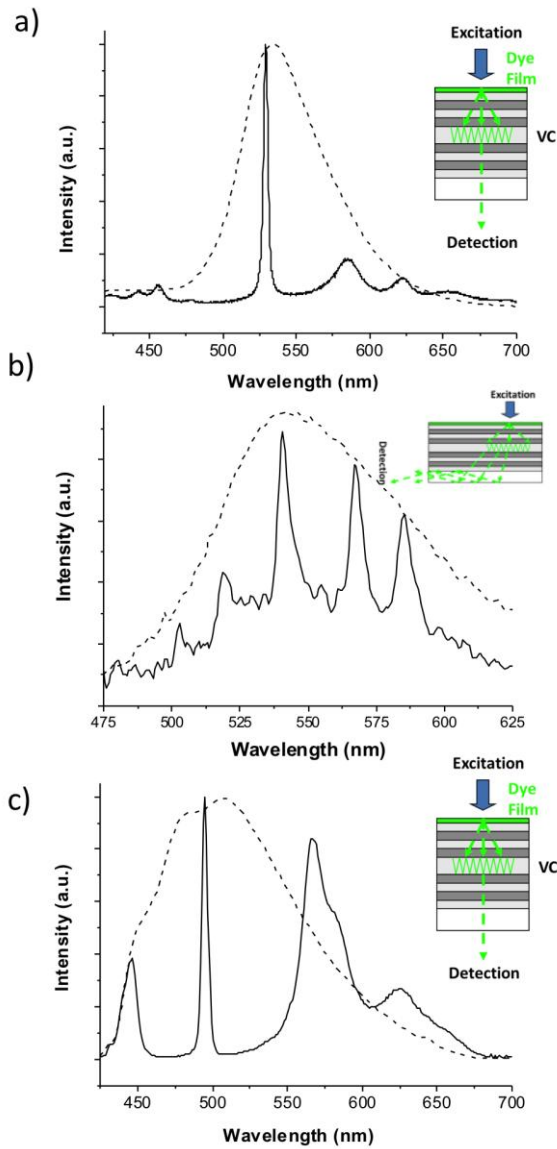 a)
Excitation
Dye
Film
VC
Detection
Intensity (a.u.)
450 500 550 600 650 700
Wavelength (nm)
b)
Excitation
Detection
Intensity (a.u.)
475 500 525 550 575 600 625
Wavelength (nm)
c)
Excitation
Dye
Film
VC
Detection
Intensity (a.u.)
450 500 550 600 650 700
Wavelength (nm)